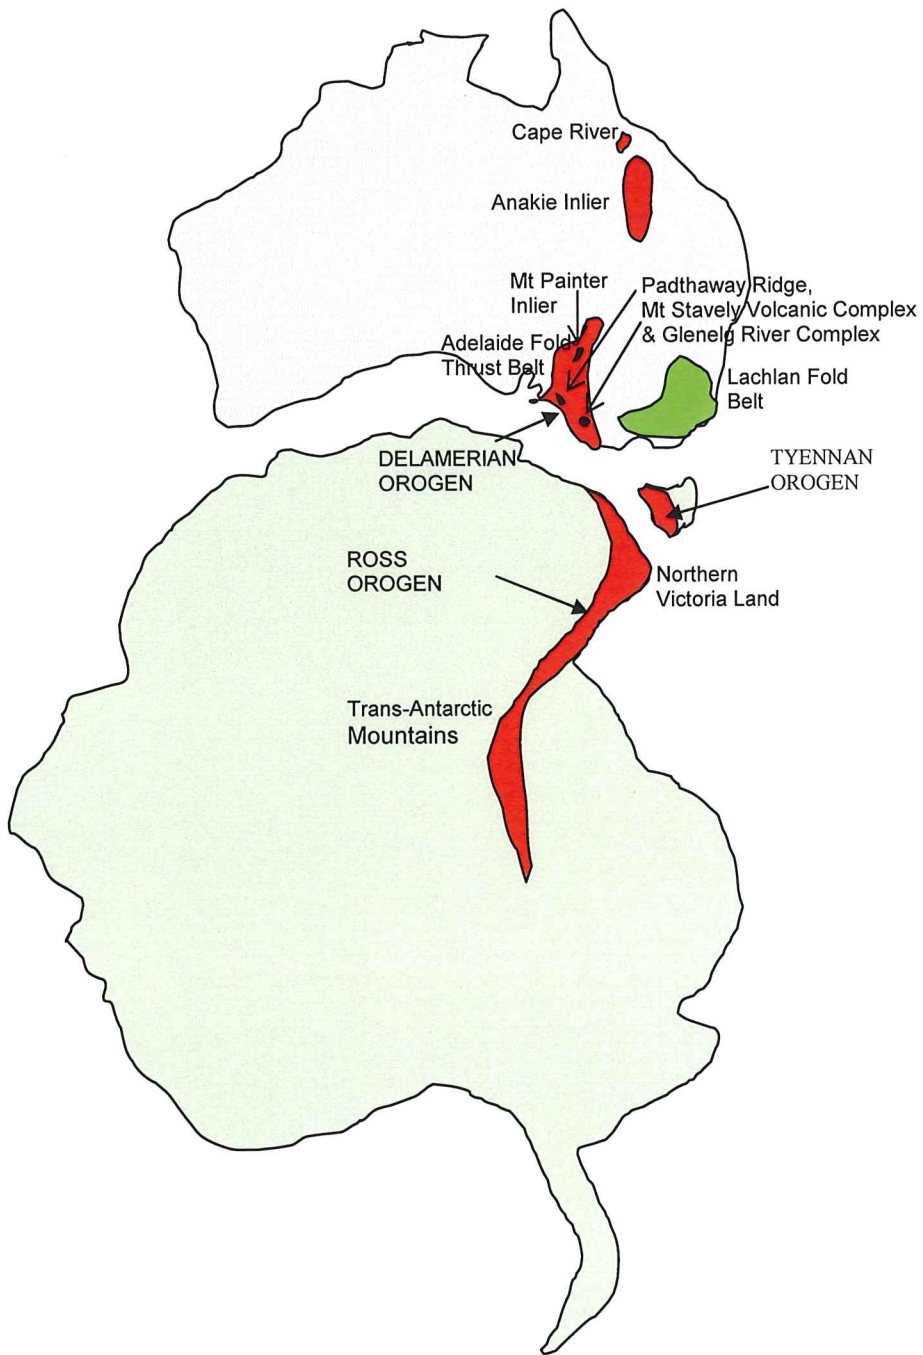 Cape River
Anakie Inlier
Mt Painter
Inlier
Padthaway Ridge,
Mt Stavely Volcanic Complex
& Glenelg River Complex
Adelaide Fold-
Thrust Belt
Lachlan Fold
Belt
DELAMERIAN
OROGEN
TYENNAN
OROGEN
ROSS
OROGEN
Northern
Victoria Land
Trans-Antarctic
Mountains